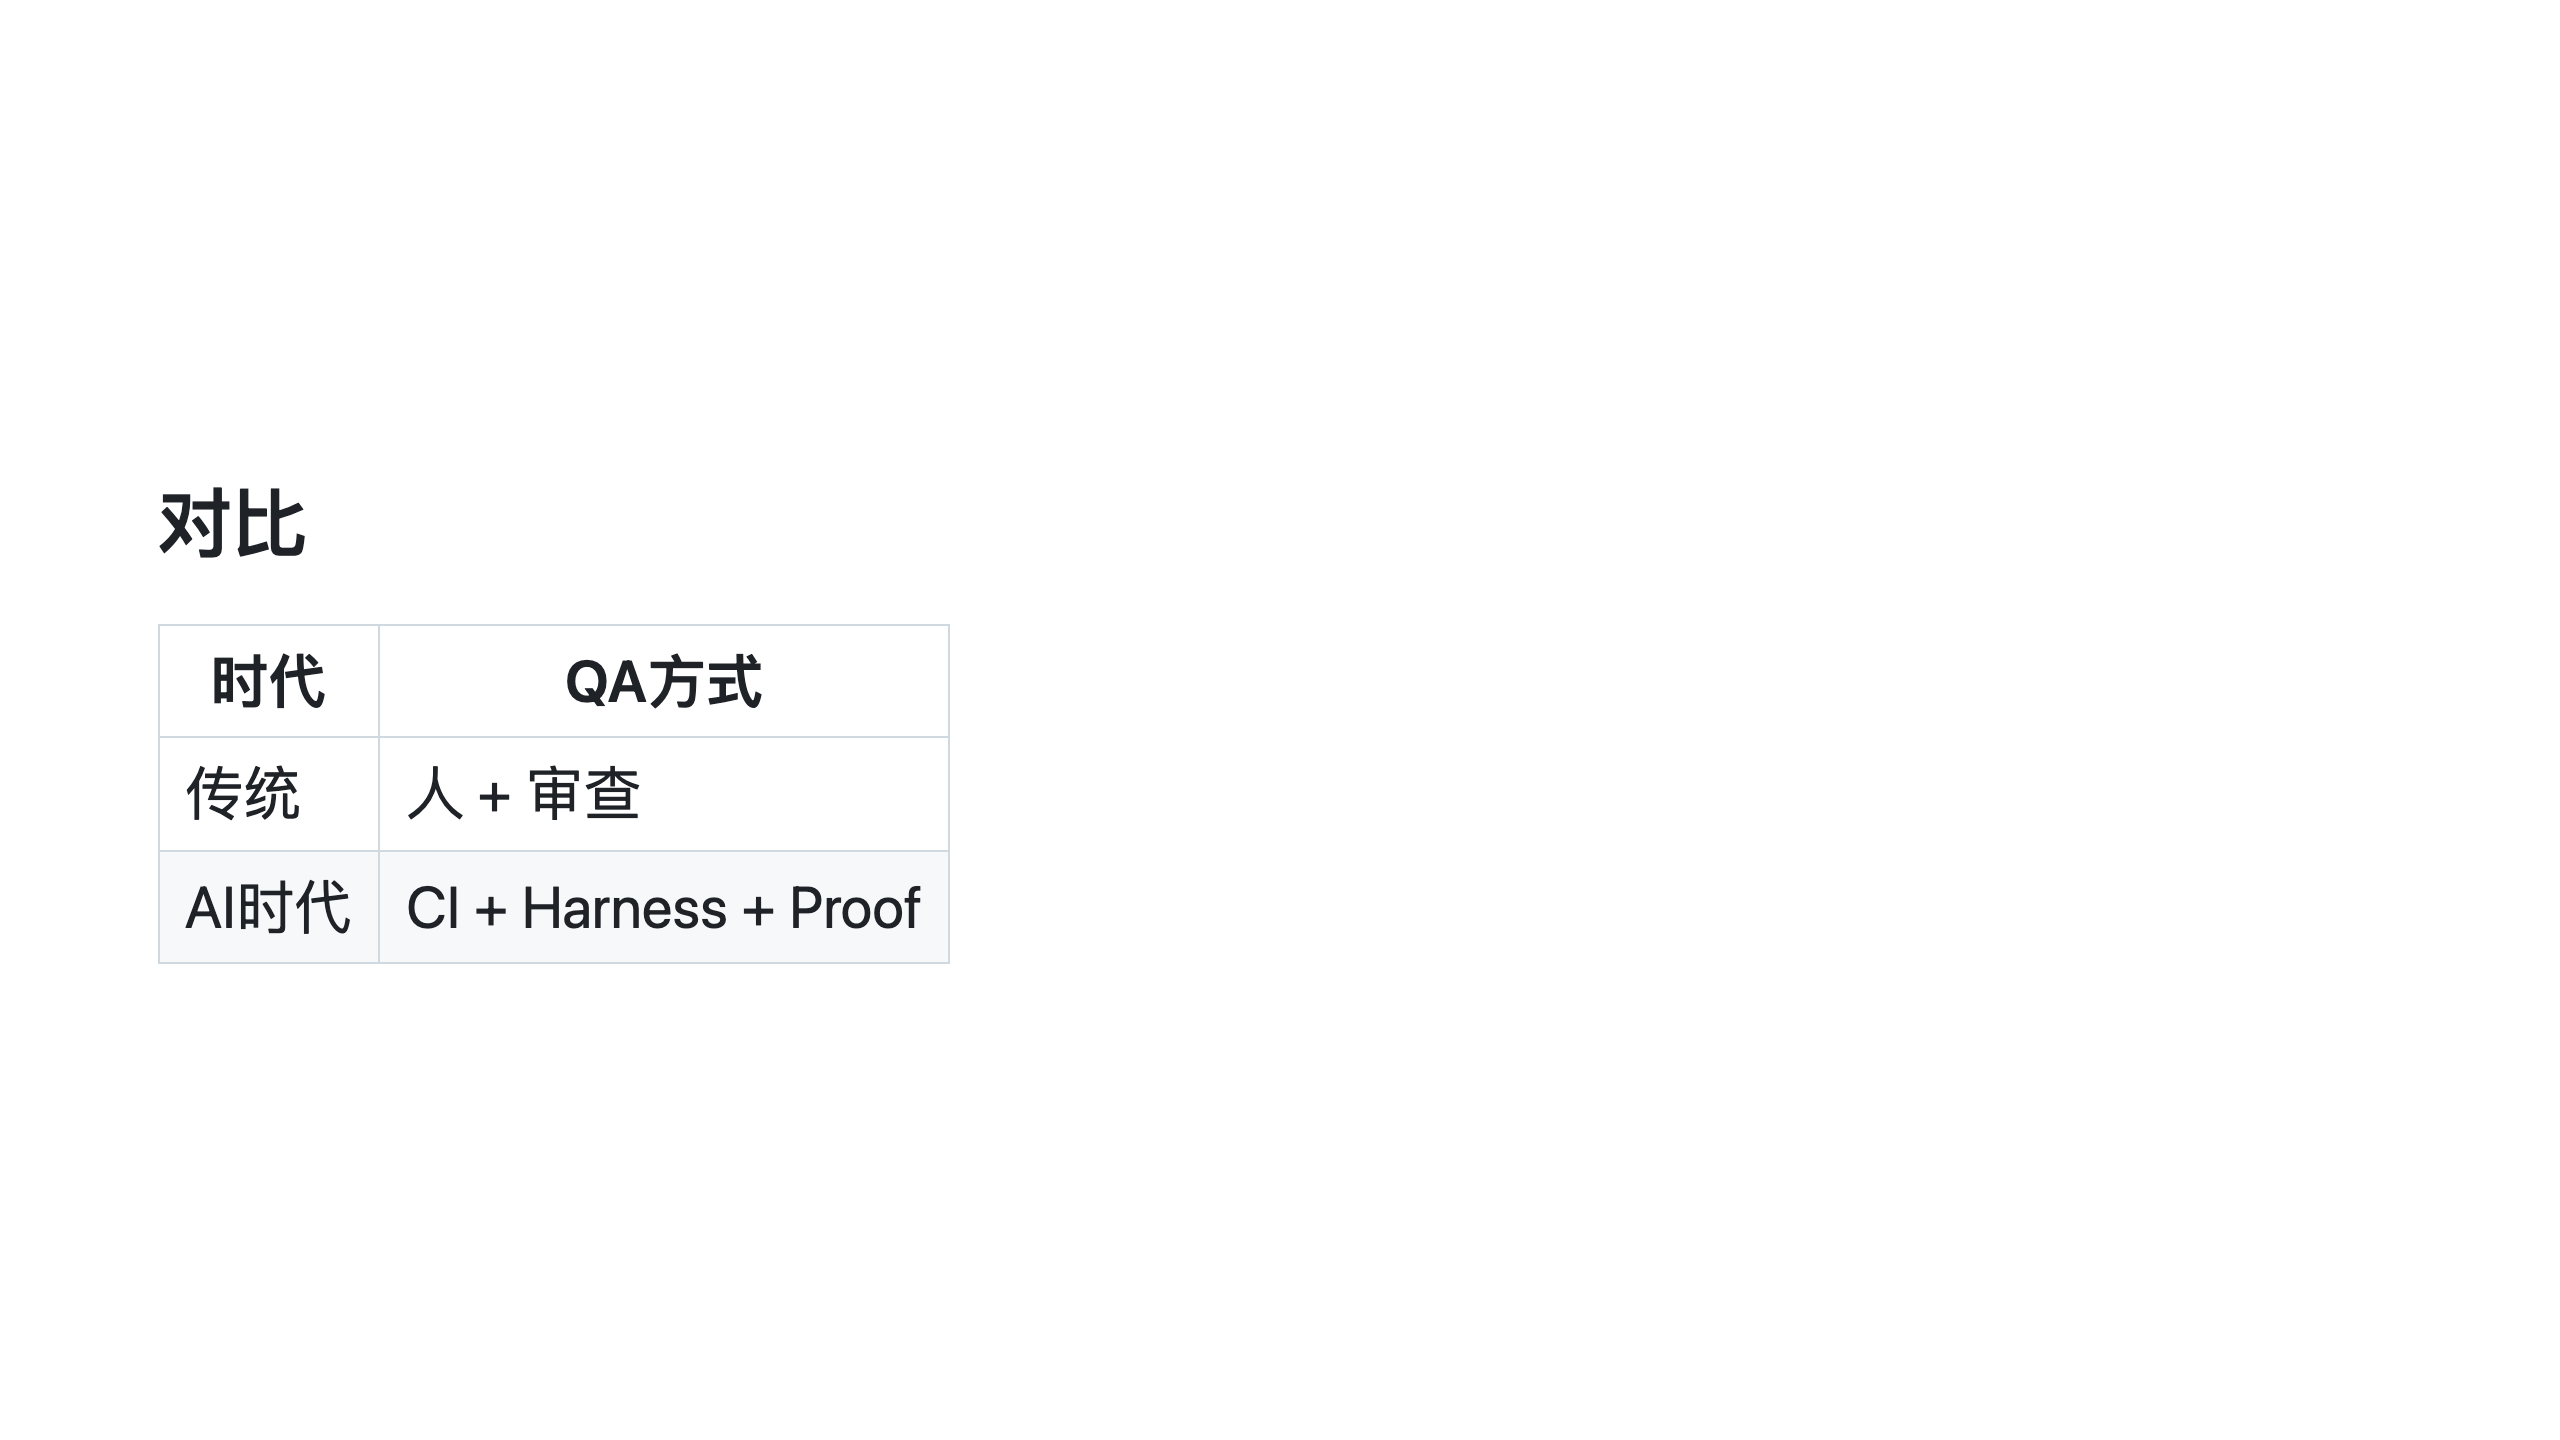 对比
时代 QA方式
传统 人 + 审查
AI时代 CI + Harness + Proof